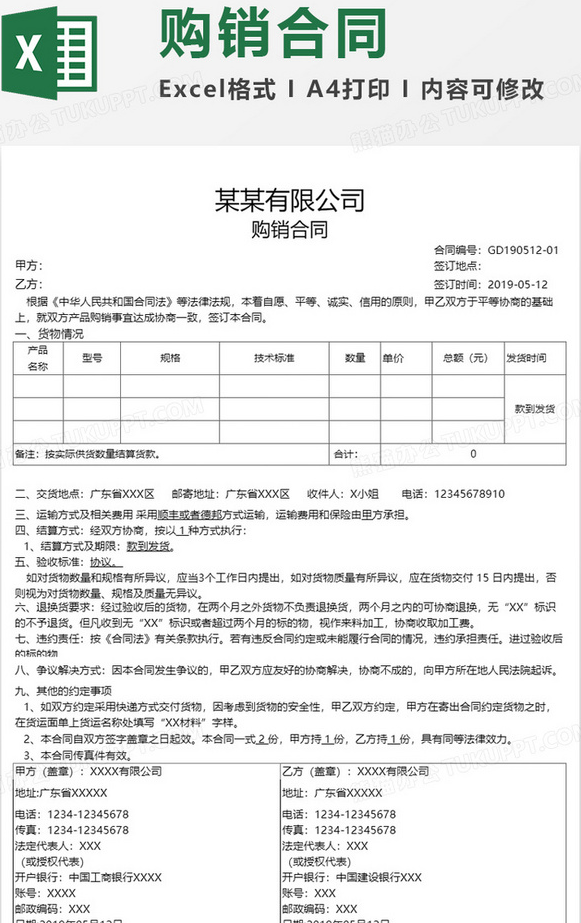 购销合同
Excel格式 I A4打印 I 内容可修改
某某有限公司
购销合同
合同编号：GD190512-01
甲方：
签订地点：
乙方：
签订时间：2019-05-12
根据《中华人民共和国合同法》等法律法规，本着自愿、平等、诚实、信用的原则，甲乙双方于平等协商的基础
上，就双方产品购销事直达成协商一致，签订本合同。
一、货物情况
产品名称 型号 规格 技术标准 数量 单价 总额（元） 发货时间
款到发货
备注：按实际供货数量结算货款。 合计： 0
二、交货地点：广东省XXX区 邮寄地址：广东省XXX区 收件人：X小姐 电话：12345678910
三、运输方式及相关费用 采用顺丰或者德邦方式运输，运输费用和保险由甲方承担。
四、结算方式：经双方协商，按以 1 种方式执行：
1、结算方式及期限：款到发货。
五、验收标准：协议。
如对货物数量和规格有所异议，应当3个工作日内提出，如对货物质量有所异议，应在货物交付 15 日内提出，否
则视为对货物数量、规格及质量无异议。
六、退换货要求：经过验收后的货物，在两个月之外货物不负责退换货，两个月之内的可协商退换，无“XX”标识
的不予退货。但凡收到无“XX”标识或者超过两个月的标的物，视作来料加工，协商收取加工费。
七、违约责任：按《合同法》有关条款执行。若有违反合同约定或未能履行合同的情况，违约承担责任。进过验收后
的标的物
八、争议解决方式：因本合同发生争议的，甲乙双方应友好的协商解决，协商不成的，向甲方所在地人民法院起诉。
九、其他的约定事项
1、如双方约定采用快递方式交付货物，因考虑到货物的安全性，甲乙双方约定，甲方在寄出合同约定货物之时，
在货运面单上货运名称处填写“XX材料”字样。
2、本合同自双方签字盖章之日起效。本合同一式 2 份，甲方持 1 份，乙方持 1 份，具有同等法律效力。
3、本合同传真件有效。
甲方（盖章）：XXXX有限公司 乙方（盖章）：XXXX有限公司
地址:广东省XXXXX 地址：广东省XXXXX
电话：1234-12345678 电话：1234-12345678
传真：1234-12345678 传真：1234-12345678
法定代表人：XXX 法定代表人：XXX
（或授权代表） （或授权代表）
开户银行：中国工商银行XXXX 开户银行：中国建设银行XXX
账号：XXXX 账号：XXXX
邮政编码：XXX 邮政编码：XXX